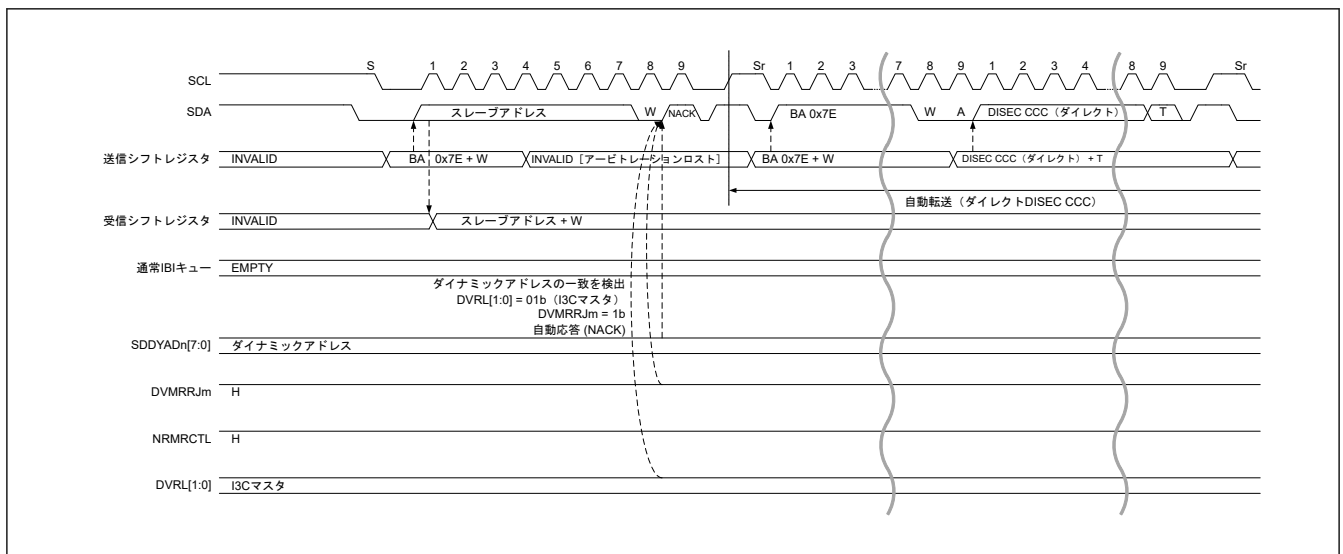 SCL S 1 2 3 4 5 6 7 8 9 Sr 1 2 3 7 8 9 1 2 3 4 8 9 Sr
SDA スレーブアドレス W NACK BA 0x7E W A DISEC CCC（ダイレクト） T
送信シフトレジスタ INVALID BA 0x7E + W INVALID［アービトレーションロスト］ BA 0x7E + W DISEC CCC（ダイレクト） + T
自動転送（ダイレクトDISEC CCC）
受信シフトレジスタ INVALID スレーブアドレス + W
通常IBIキュー EMPTY
ダイナミックアドレスの一致を検出
DVRL[1:0] = 01b（I3Cマスタ）
DVMRRJm = 1b
自動応答 (NACK)
SDDYADn[7:0] ダイナミックアドレス
DVMRRJm H
NRMRCTL H
DVRL[1:0] I3Cマスタ